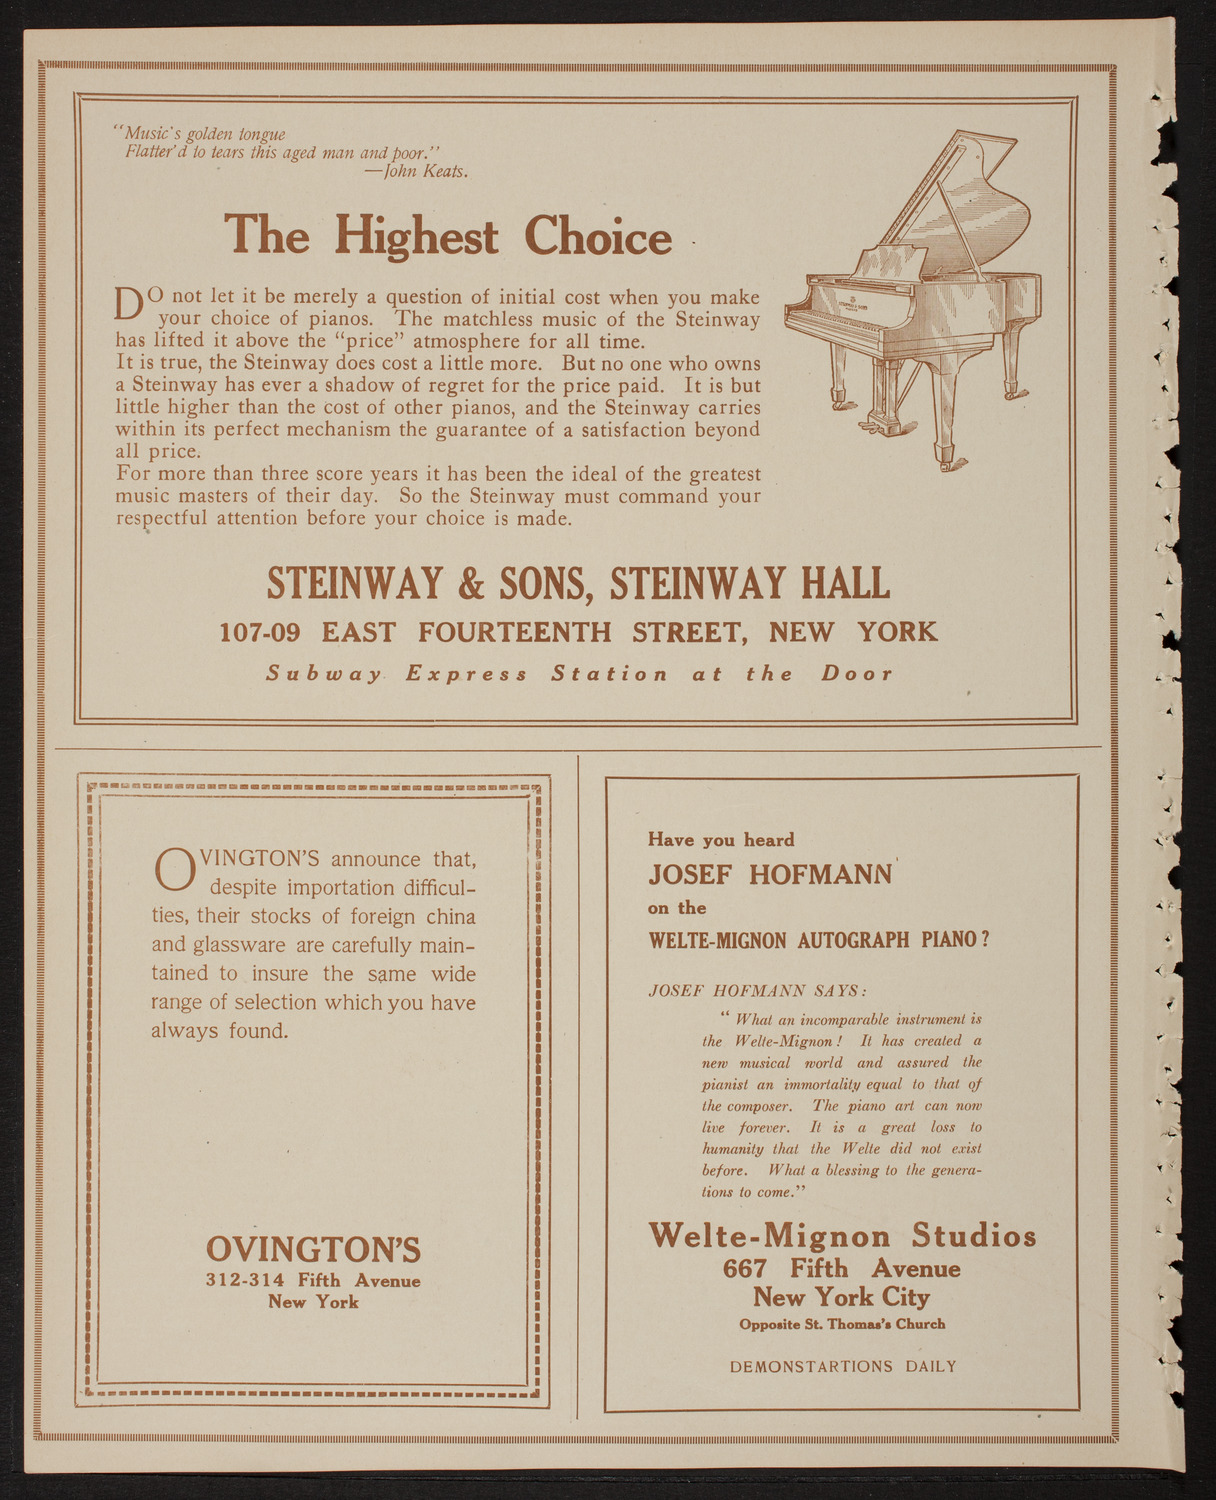 “Music's golden tongue
Flatter'd to tears this aged man and poor.”
—John Keats.
The Highest Choice
DO not let it be merely a question of initial cost when you make
your choice of pianos. The matchless music of the Steinway
has lifted it above the “price” atmosphere for all time.
It is true, the Steinway does cost a little more. But no one who owns
a Steinway has ever a shadow of regret for the price paid. It is but
little higher than the cost of other pianos, and the Steinway carries
within its perfect mechanism the guarantee of a satisfaction beyond
all price.
For more than three score years it has been the ideal of the greatest
music masters of their day. So the Steinway must command your
respectful attention before your choice is made.
STEINWAY & SONS, STEINWAY HALL
107-09 EAST FOURTEENTH STREET, NEW YORK
Subway Express Station at the Door
OVINGTON'S announce that,
despite importation difficul-
ties, their stocks of foreign china
and glassware are carefully main-
tained to insure the same wide
range of selection which you have
always found.
OVINGTON'S
312-314 Fifth Avenue
New York
Have you heard
JOSEF HOFMANN
on the
WELTE-MIGNON AUTOGRAPH PIANO?
JOSEF HOFMANN SAYS:
“What an incomparable instrument is
the Welte-Mignon! It has created a
new musical world and assured the
pianist an immortality equal to that of
the composer. The piano art can now
live forever. It is a great loss to
humanity that the Welte did not exist
before. What a blessing to the genera-
tions to come.”
Welte-Mignon Studios
667 Fifth Avenue
New York City
Opposite St. Thomas's Church
DEMONSTARTIONS DAILY